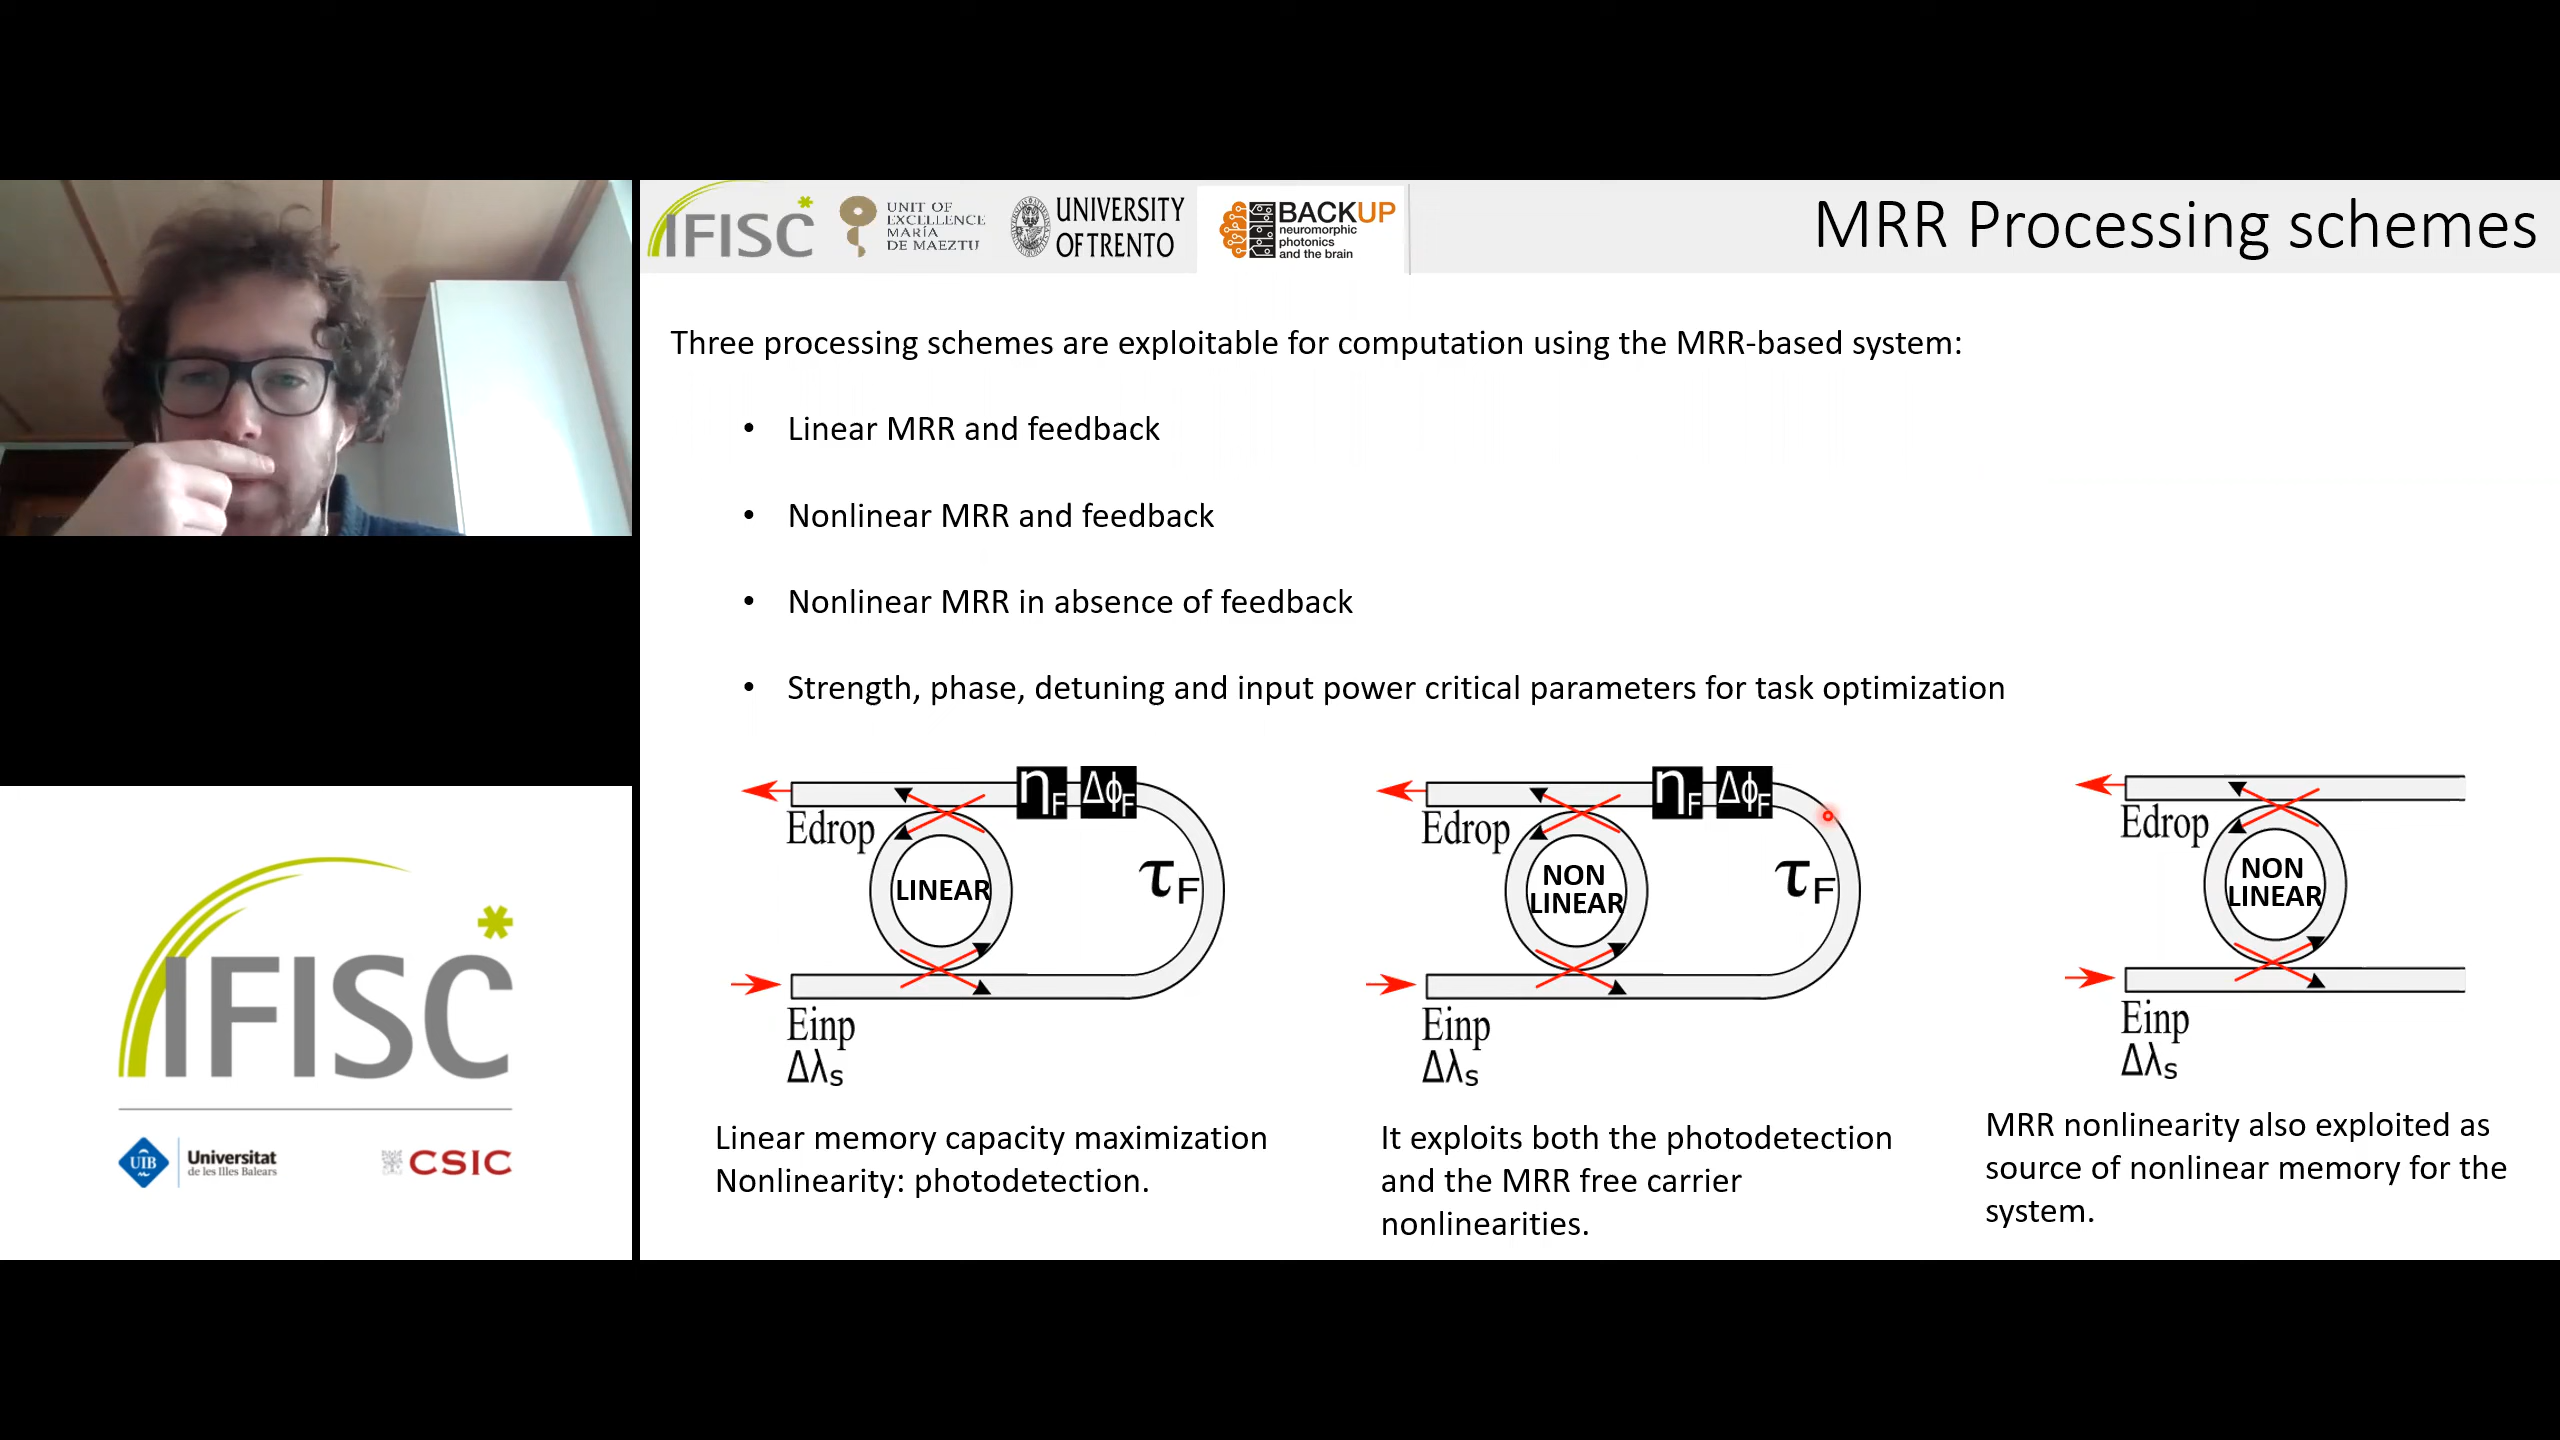 IFISC
UNIT OF
EXCELLENCE
MARÍA
DE MAEZTU
UNIVERSITY
OF TRENTO
BACKUP
neuromorphic
photonics
and the brain
MRR Processing schemes
Three processing schemes are exploitable for computation using the MRR-based system:
• Linear MRR and feedback
• Nonlinear MRR and feedback
• Nonlinear MRR in absence of feedback
• Strength, phase, detuning and input power critical parameters for task optimization
ηF ΔϕF
Edrop
LINEAR
τF
Einp
Δλs
Linear memory capacity maximization
Nonlinearity: photodetection.
ηF ΔϕF
Edrop
NON
LINEAR
τF
Einp
Δλs
It exploits both the photodetection
and the MRR free carrier
nonlinearities.
Edrop
NON
LINEAR
Einp
Δλs
MRR nonlinearity also exploited as
source of nonlinear memory for the
system.
IFISC
UIB
Universitat
de les Illes Balears
CSIC